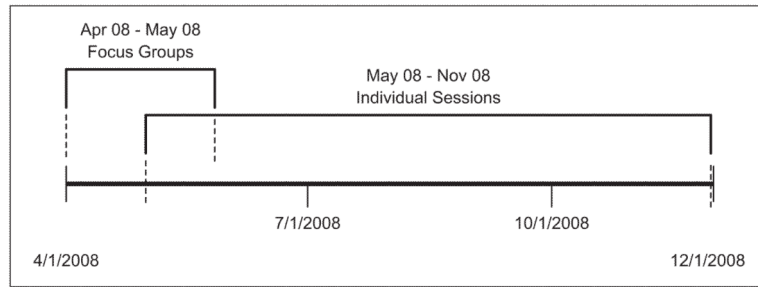 Apr 08 - May 08
Focus Groups
May 08 - Nov 08
Individual Sessions
7/1/2008
10/1/2008
4/1/2008
12/1/2008